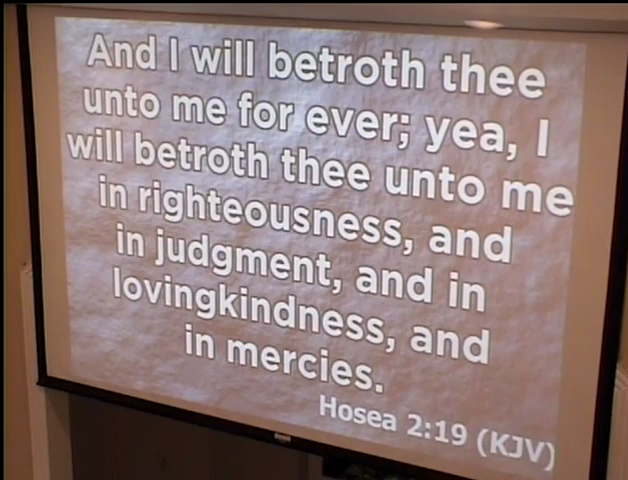 And I will betroth thee
unto me for ever; yea, I
will betroth thee unto me
in righteousness, and
in judgment, and in
lovingkindness, and
in mercies.
Hosea 2:19 (KJV)